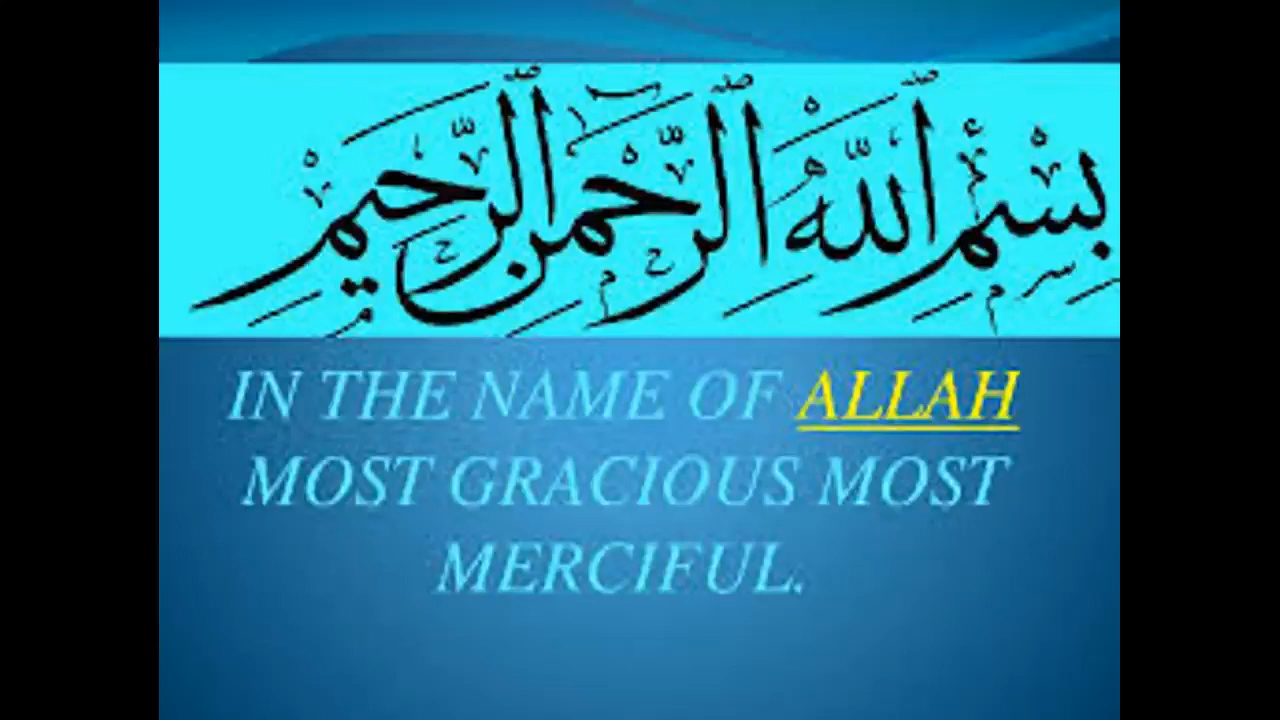 بِسْمِ اللَّهِ الرَّحْمٰنِ الرَّحِيمِ
IN THE NAME OF ALLAH
MOST GRACIOUS MOST
MERCIFUL.